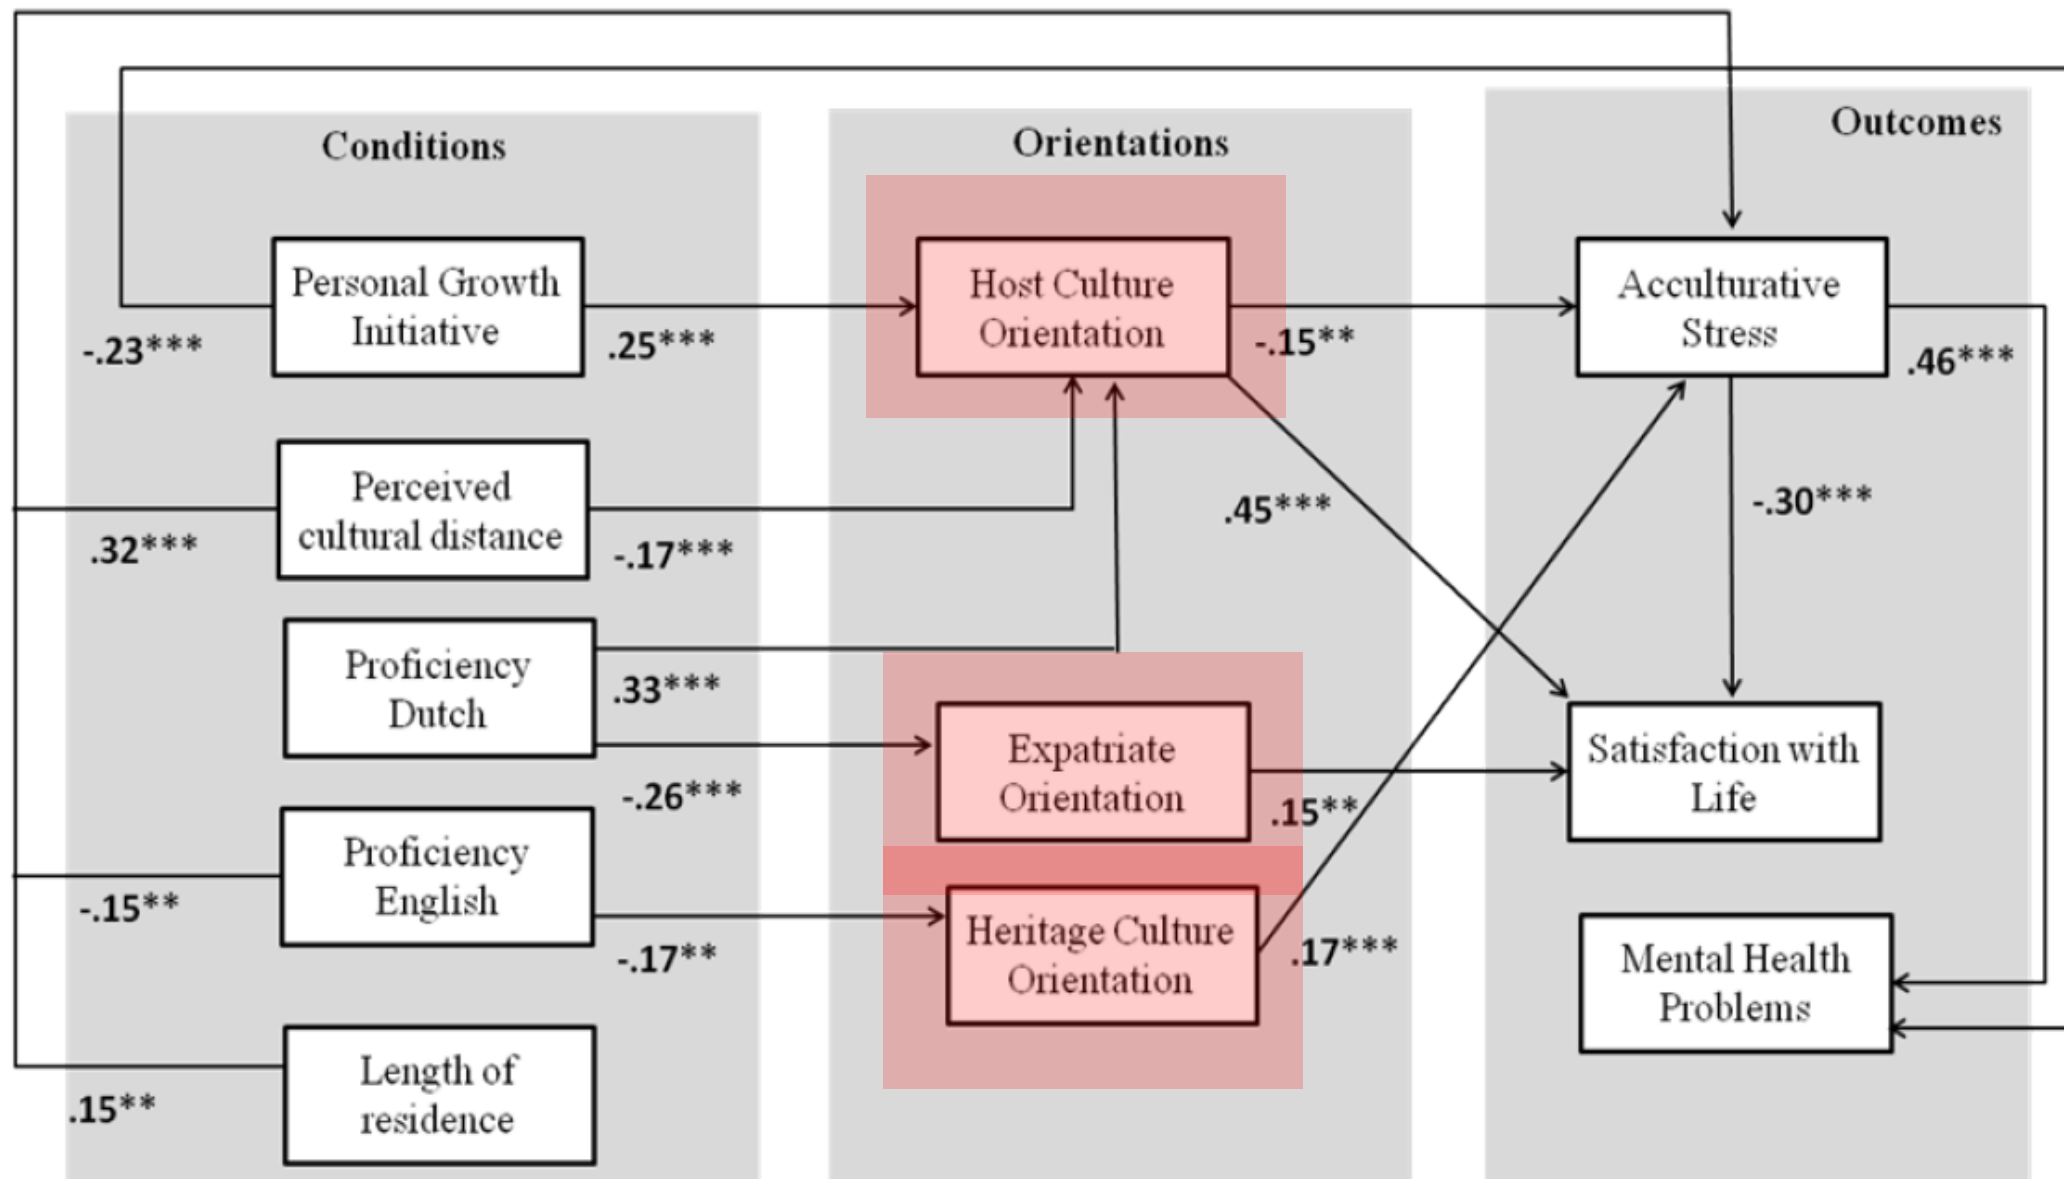 Conditions
Orientations
Outcomes
Personal Growth
Initiative
-.23***
.25***
Host Culture
Orientation
-.15**
Acculturative
Stress
.46***
Perceived
cultural distance
.32***
-.17***
.45***
-.30***
Proficiency
Dutch
.33***
-.26***
Expatriate
Orientation
.15**
Satisfaction with
Life
Proficiency
English
-.15**
-.17**
Heritage Culture
Orientation
.17***
Mental Health
Problems
Length of
residence
.15**